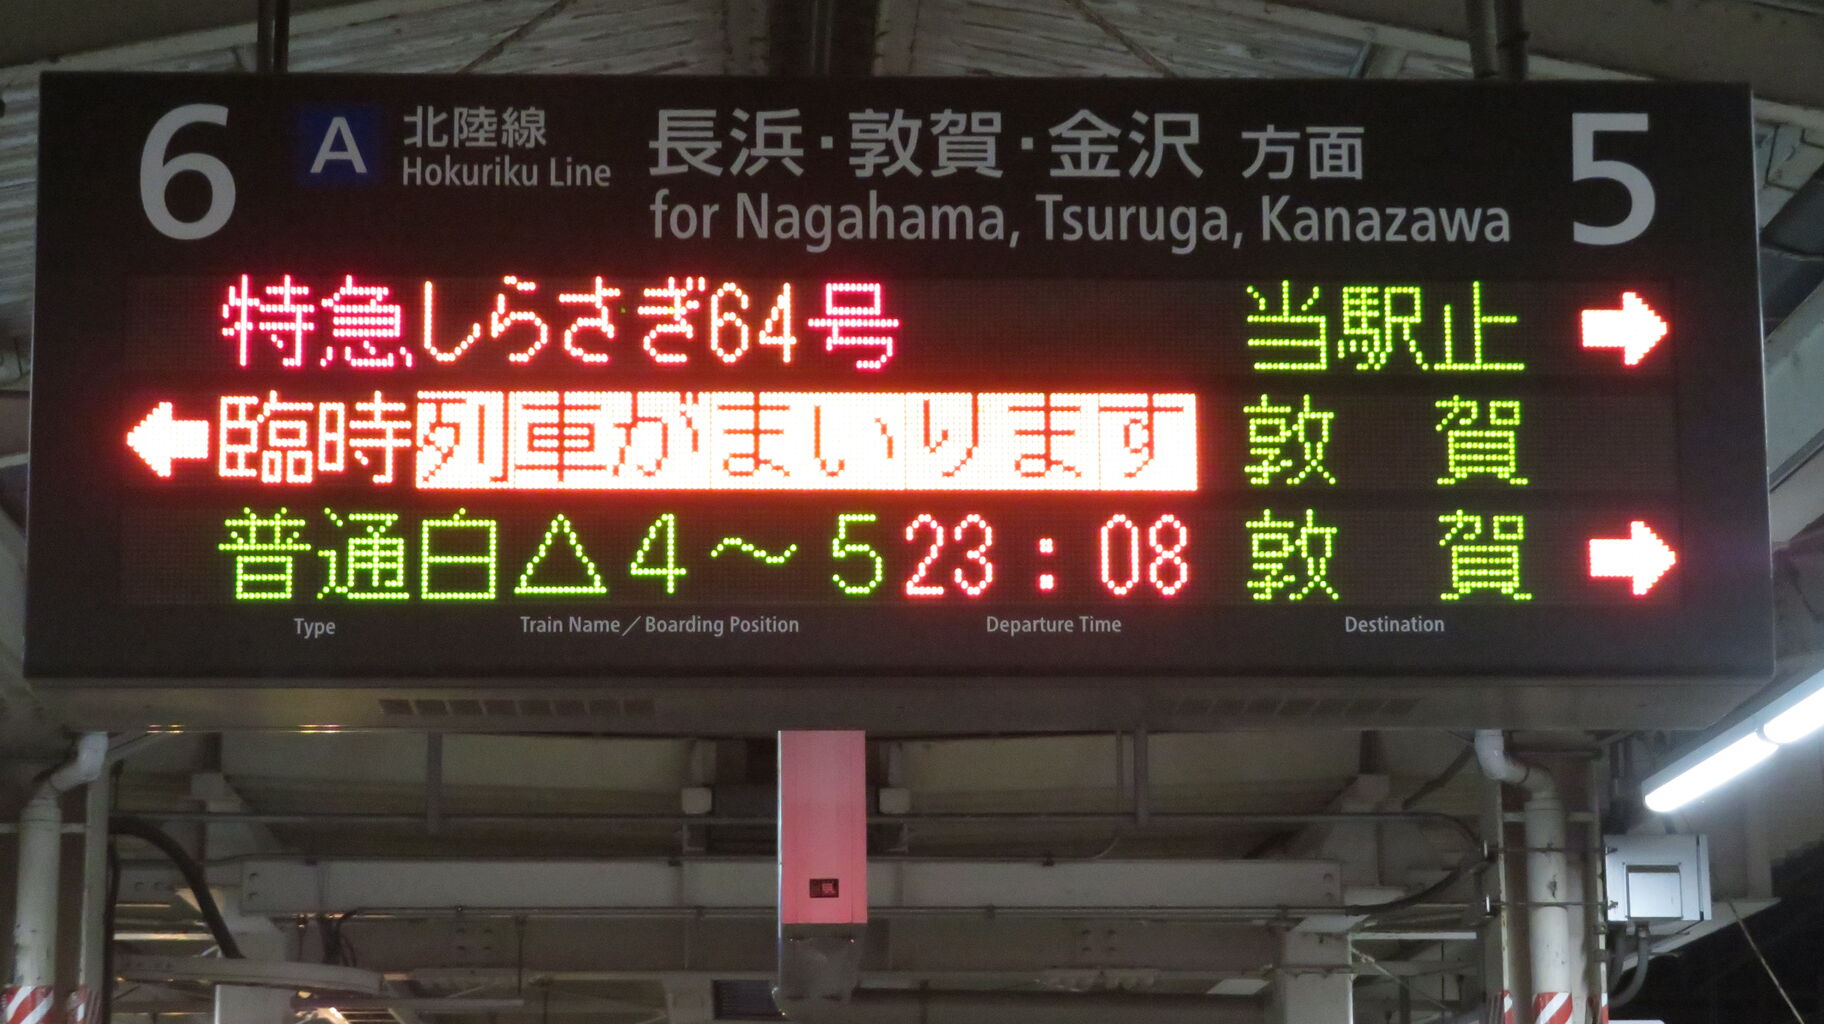 6 A 北陸線 長浜・敦賀・金沢 方面 5
Hokuriku Line for Nagahama, Tsuruga, Kanazawa
特急しらさぎ64号 当駅止 →
← 臨時列車がまいります 敦 賀
普通白△4～5 23:08 敦 賀 →
Type Train Name／Boarding Position Departure Time Destination